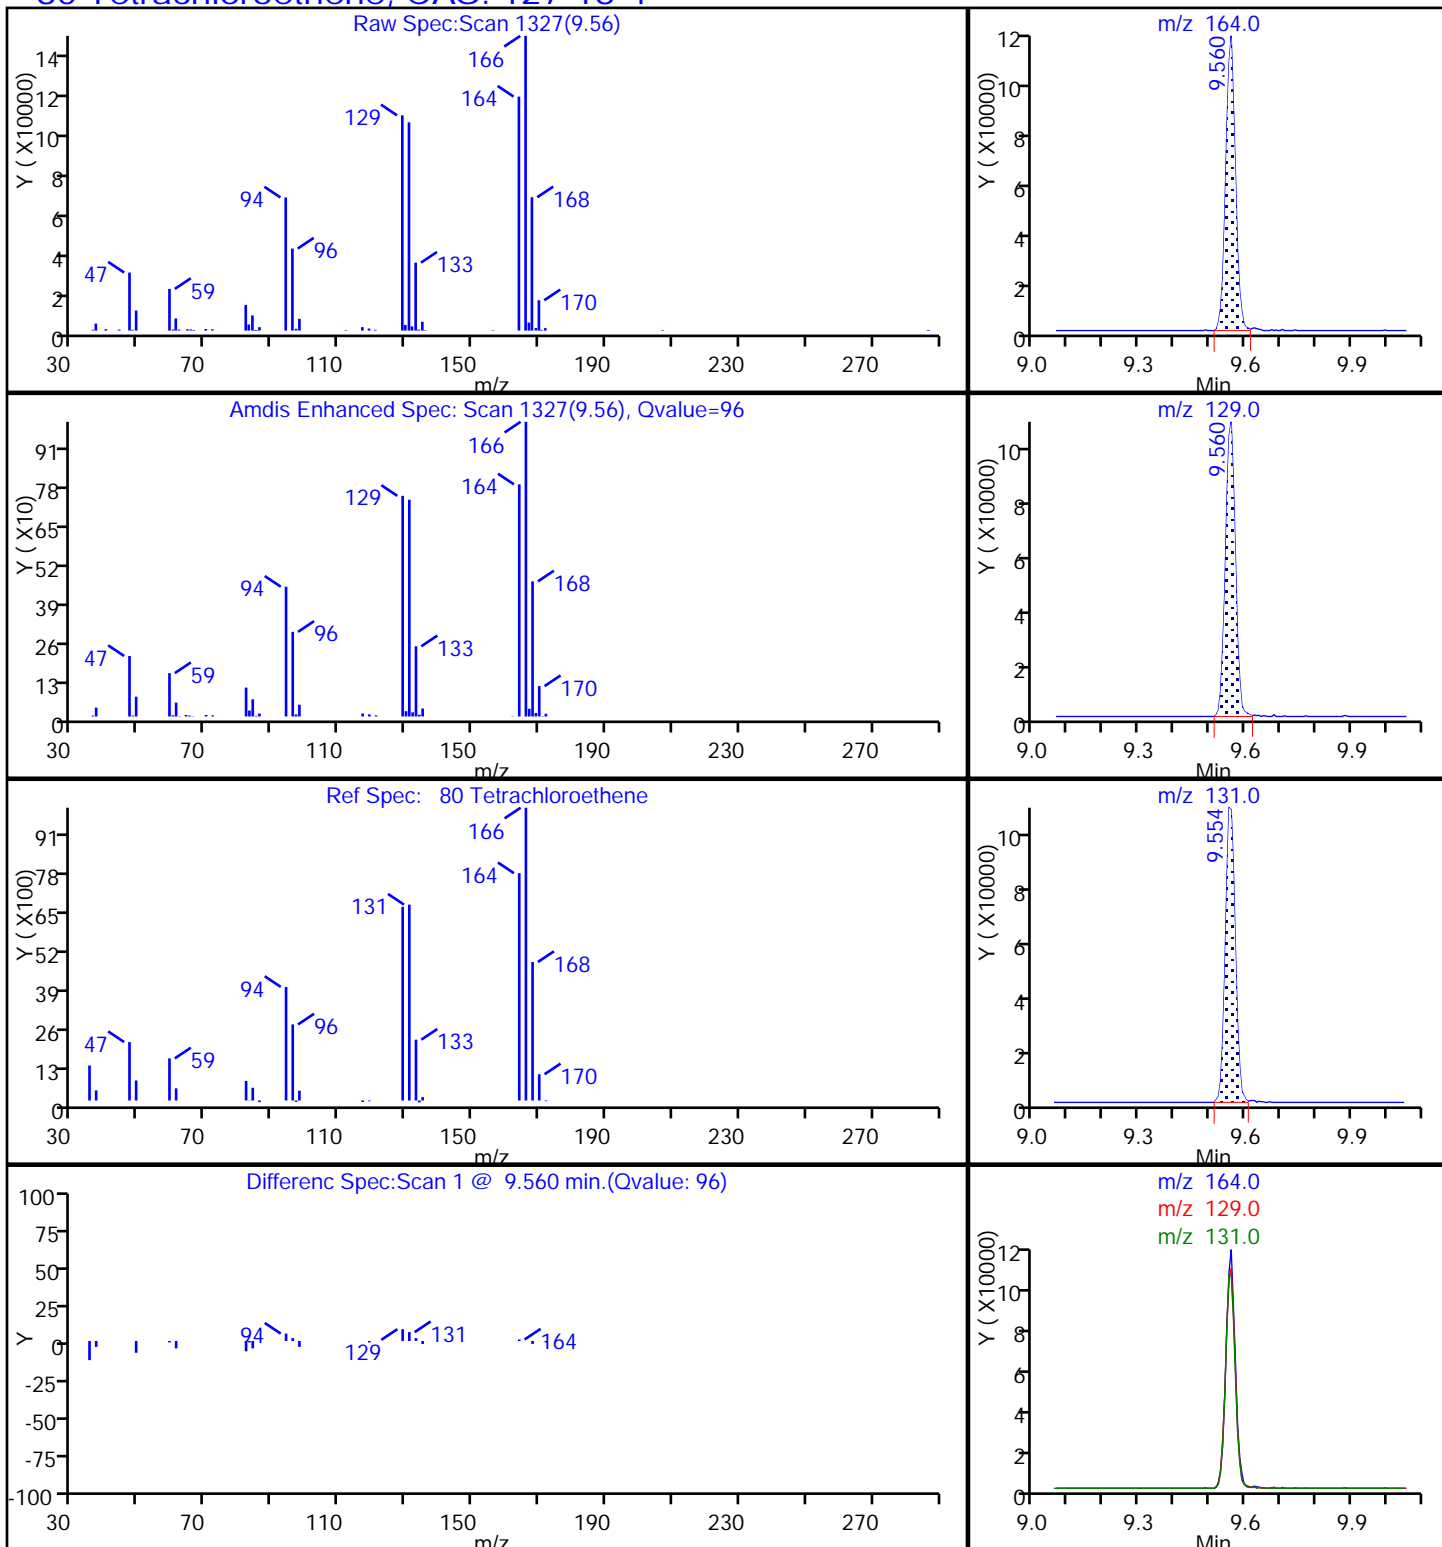 80 Tetrachloroethene, CAS: 127-18-4
Raw Spec:Scan 1327(9.56)
Y ( X10000)
14
12
10
8
6
4
2
0
47
59
94
96
129
133
164
166
168
170
30 70 110 150 190 230 270
m/z
m/z 164.0
Y ( X10000)
12
10
8
6
4
2
0
9.560
9.0 9.3 9.6 9.9
Min
Amdis Enhanced Spec: Scan 1327(9.56), Qvalue=96
Y ( X10)
91
78
65
52
39
26
13
0
47
59
94
96
129
133
164
166
168
170
30 70 110 150 190 230 270
m/z
m/z 129.0
Y ( X10000)
10
8
6
4
2
0
9.560
9.0 9.3 9.6 9.9
Min
Ref Spec: 80 Tetrachloroethene
Y ( X100)
91
78
65
52
39
26
13
0
47
59
94
96
131
133
164
166
168
170
30 70 110 150 190 230 270
m/z
m/z 131.0
Y ( X10000)
10
8
6
4
2
0
9.554
9.0 9.3 9.6 9.9
Min
Differenc Spec:Scan 1 @ 9.560 min.(Qvalue: 96)
Y
100
75
50
25
0
-25
-50
-75
-100
94
129
131
164
30 70 110 150 190 230 270
m/z
m/z 164.0
m/z 129.0
m/z 131.0
Y ( X10000)
12
10
8
6
4
2
0
9.0 9.3 9.6 9.9
Min